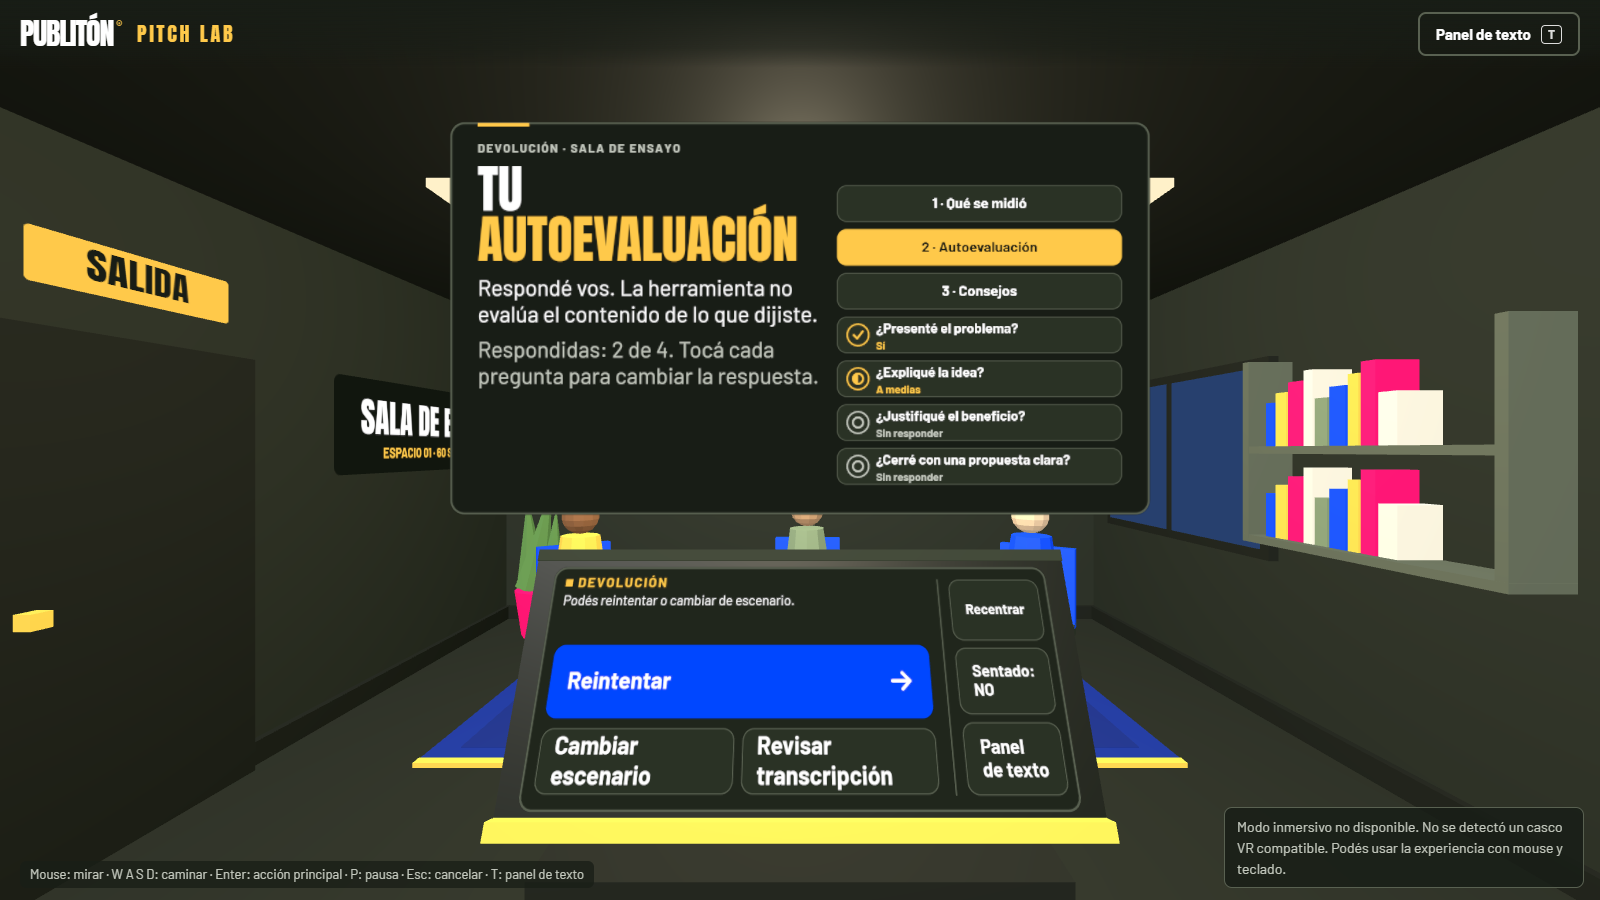 PUBLITÓN PITCH LAB
Panel de texto T
SALIDA
SALA DE
ESPACIO 01 · 60
DEVOLUCIÓN · SALA DE ENSAYO
TU
AUTOEVALUACIÓN
Respondé vos. La herramienta no
evalúa el contenido de lo que dijiste.
Respondidas: 2 de 4. Tocá cada
pregunta para cambiar la respuesta.
1 · Qué se midió
2 · Autoevaluación
3 · Consejos
¿Presenté el problema?
Sí
¿Expliqué la idea?
A medias
¿Justifiqué el beneficio?
Sin responder
¿Cerré con una propuesta clara?
Sin responder
DEVOLUCIÓN
Podés reintentar o cambiar de escenario.
Reintentar
Cambiar
escenario
Revisar
transcripción
Recentrar
Sentado:
NO
Panel
de texto
Mouse: mirar · W A S D: caminar · Enter: acción principal · P: pausa · Esc: cancelar · T: panel de texto
Modo inmersivo no disponible. No se detectó un casco
VR compatible. Podés usar la experiencia con mouse y
teclado.